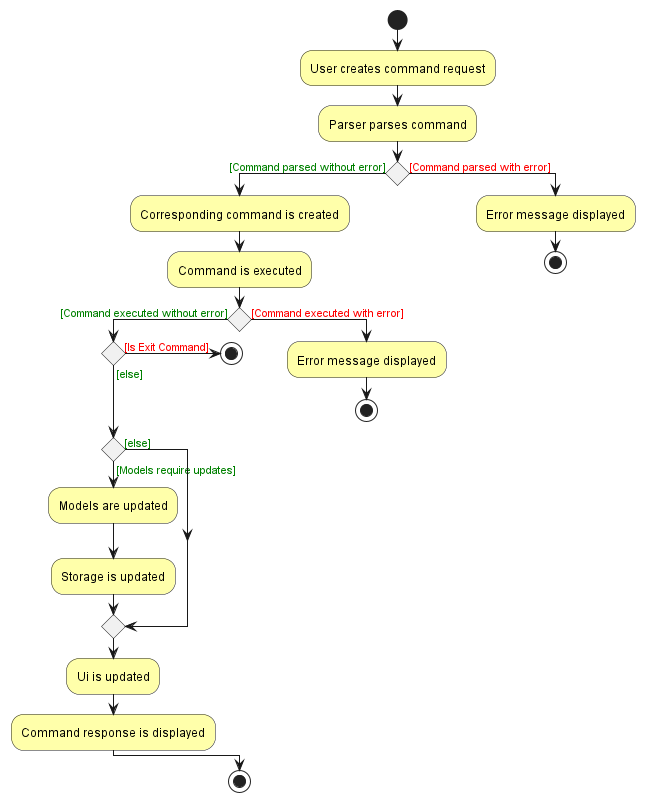 User creates command request
Parser parses command
[Command parsed without error]
[Command parsed with error]
Corresponding command is created
Error message displayed
Command is executed
[Command executed without error]
[Command executed with error]
[Is Exit Command]
Error message displayed
[else]
[else]
[Models require updates]
Models are updated
Storage is updated
Ui is updated
Command response is displayed